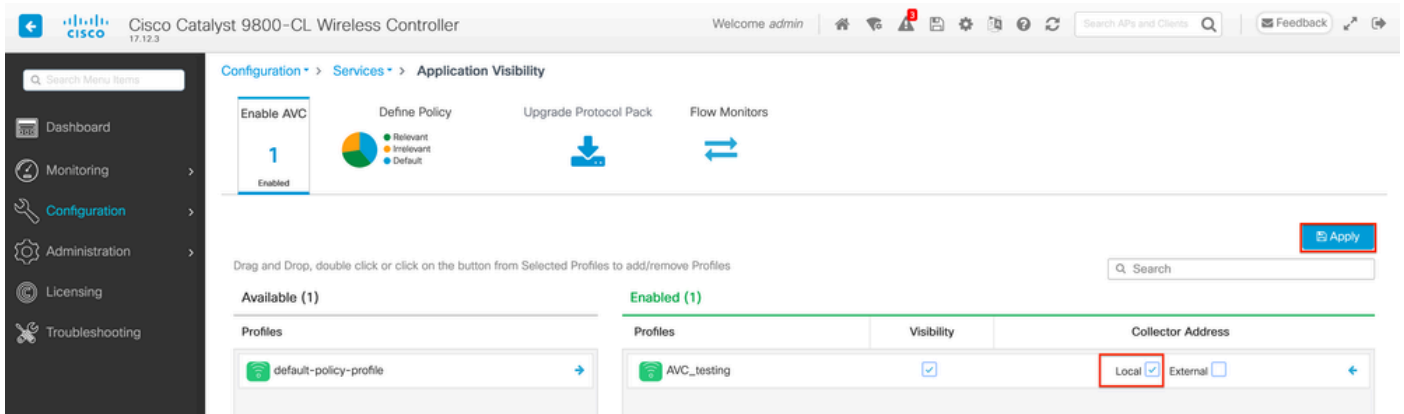 cisco
Cisco Catalyst 9800-CL Wireless Controller
17.12.3
Welcome admin
3
Search APs and Clients
Feedback
Search Menu Items
Dashboard
Monitoring
Configuration
Administration
Licensing
Troubleshooting
Configuration > Services > Application Visibility
Enable AVC
1
Enabled
Define Policy
Relevant
Irrelevant
Default
Upgrade Protocol Pack
Flow Monitors
Apply
Drag and Drop, double click or click on the button from Selected Profiles to add/remove Profiles
Search
Available (1)
Enabled (1)
Profiles
Profiles Visibility Collector Address
default-policy-profile
AVC_testing Local External